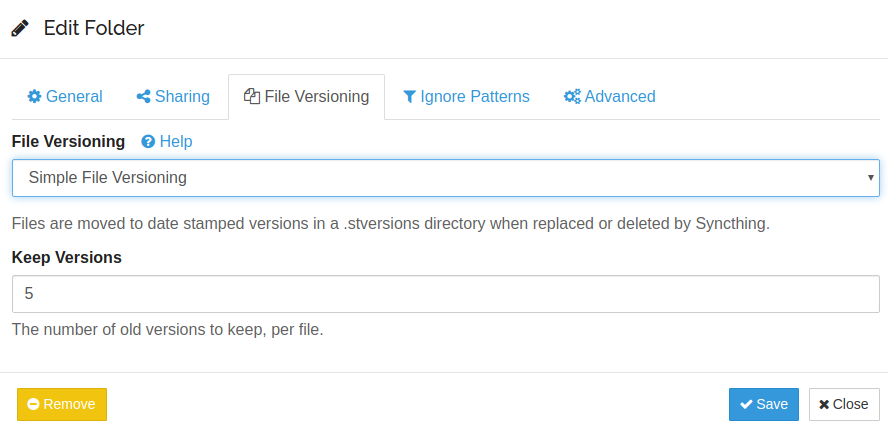 Edit Folder
General Sharing File Versioning Ignore Patterns Advanced
File Versioning Help
Simple File Versioning
Files are moved to date stamped versions in a .stversions directory when replaced or deleted by Syncthing.
Keep Versions
5
The number of old versions to keep, per file.
Remove Save Close